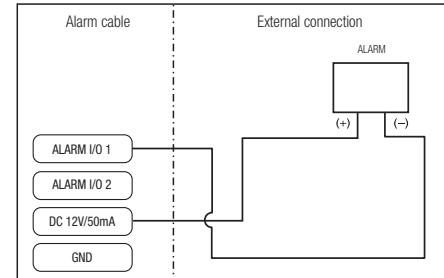 Alarm cable
External connection
ALARM
(+)
(−)
ALARM I/O 1
ALARM I/O 2
DC 12V/50mA
GND